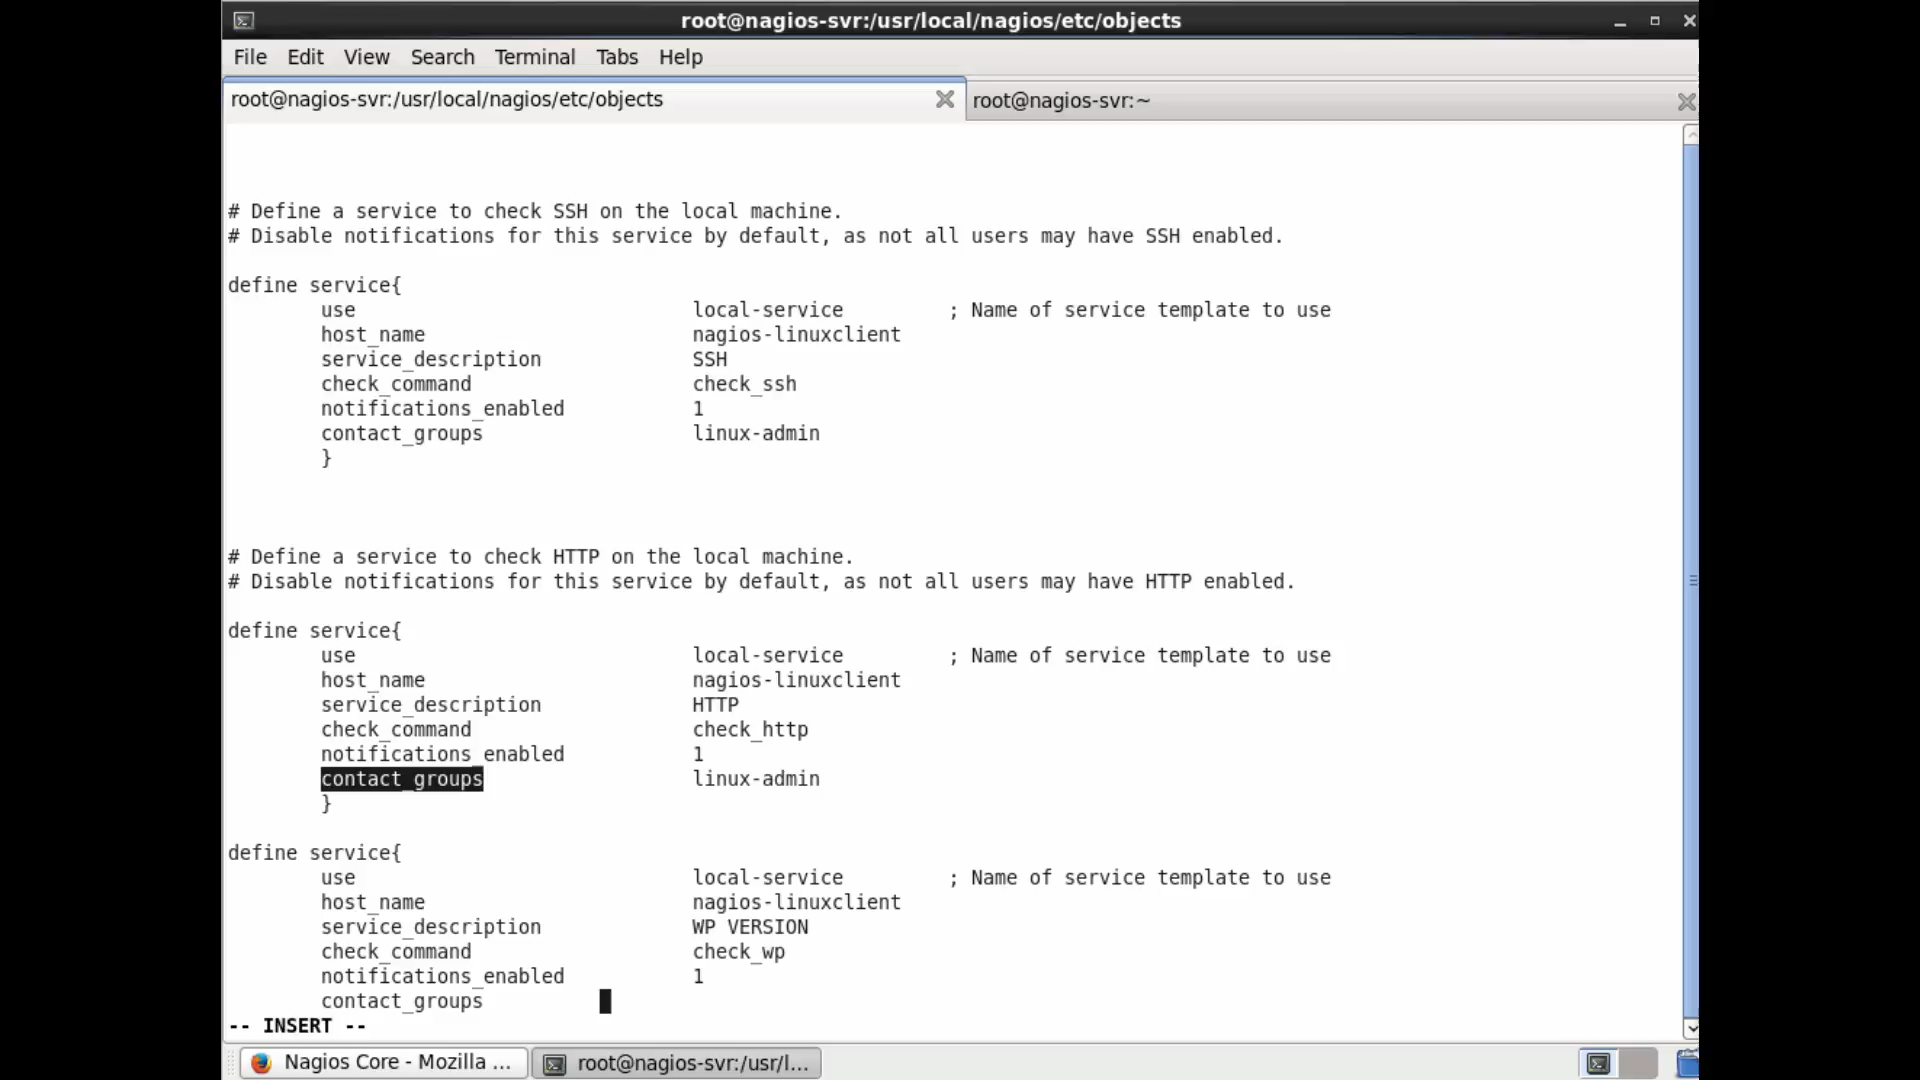 root@nagios-svr:/usr/local/nagios/etc/objects
File Edit View Search Terminal Tabs Help
root@nagios-svr:/usr/local/nagios/etc/objects root@nagios-svr:~
# Define a service to check SSH on the local machine.
# Disable notifications for this service by default, as not all users may have SSH enabled.
define service{
use local-service ; Name of service template to use
host_name nagios-linuxclient
service_description SSH
check_command check_ssh
notifications_enabled 1
contact_groups linux-admin
}
# Define a service to check HTTP on the local machine.
# Disable notifications for this service by default, as not all users may have HTTP enabled.
define service{
use local-service ; Name of service template to use
host_name nagios-linuxclient
service_description HTTP
check_command check_http
notifications_enabled 1
contact_groups linux-admin
}
define service{
use local-service ; Name of service template to use
host_name nagios-linuxclient
service_description WP VERSION
check_command check_wp
notifications_enabled 1
contact_groups
-- INSERT --
Nagios Core - Mozilla ... root@nagios-svr:/usr/l...